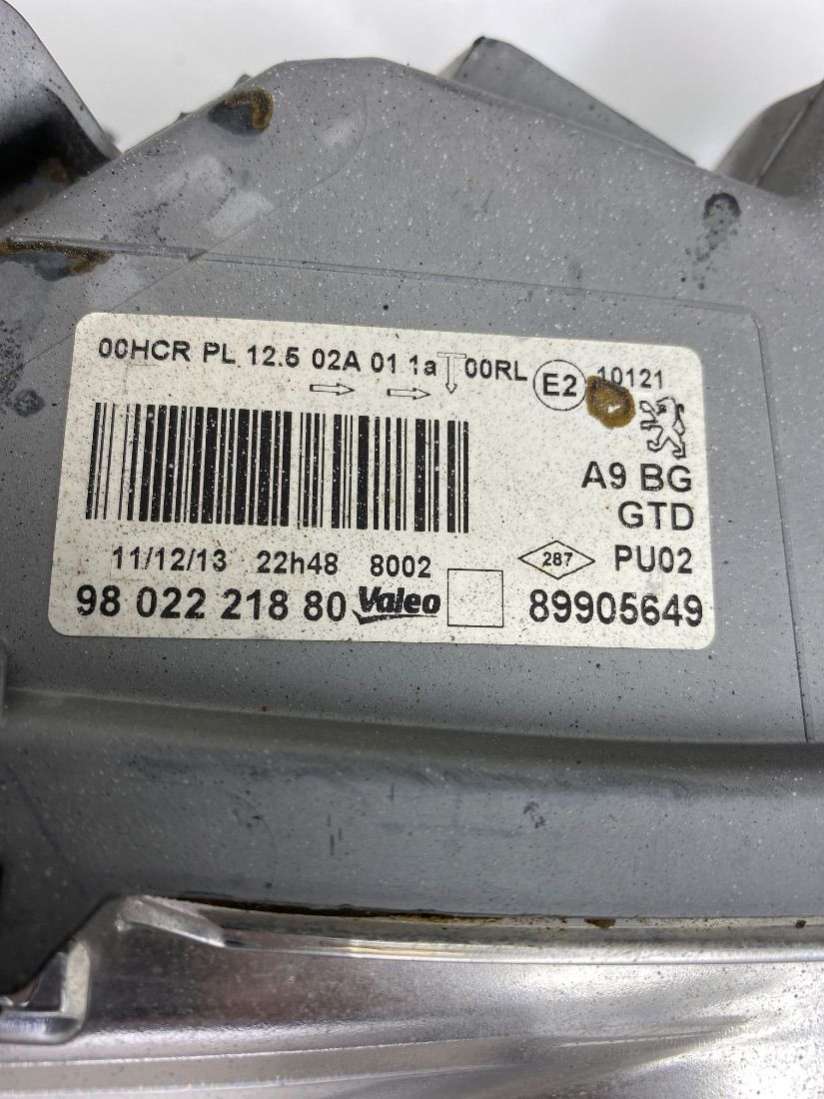 00HCR PL 12.5 02A 01 1a 00RL E2 10121
A9 BG
GTD
11/12/13 22h48 8002 287 PU02
98 022 218 80 Valeo 89905649